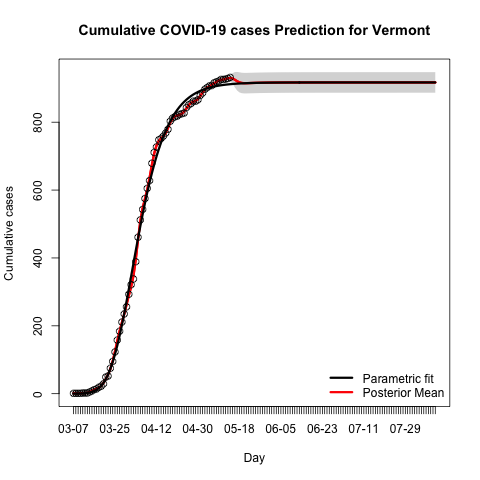 Cumulative COVID-19 cases Prediction for Vermont
Cumulative cases
800
600
400
200
0
Parametric fit
Posterior Mean
03-07 03-25 04-12 04-30 05-18 06-05 06-23 07-11 07-29
Day